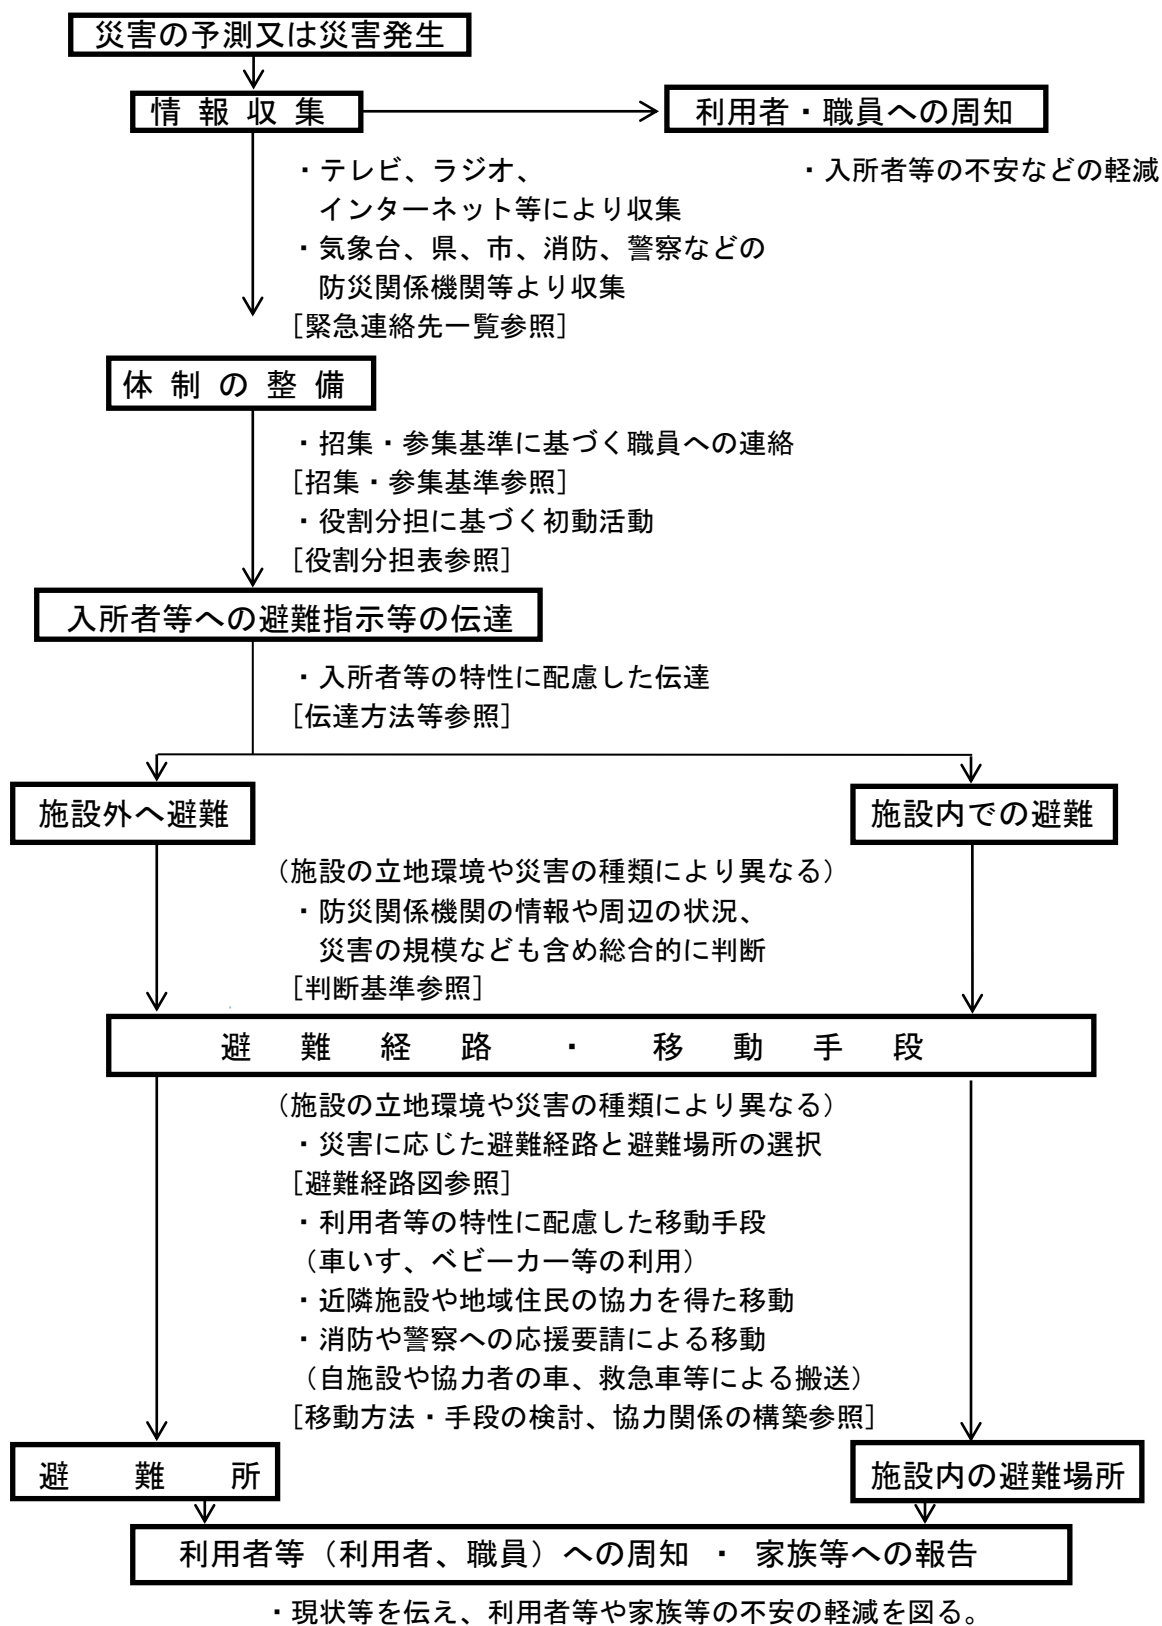 災害の予測又は災害発生
情報収集
利用者・職員への周知
・テレビ、ラジオ、
インターネット等により収集
・気象台、県、市、消防、警察などの
防災関係機関等より収集
[緊急連絡先一覧参照]
・入所者等の不安などの軽減
体制の整備
・招集・参集基準に基づく職員への連絡
[招集・参集基準参照]
・役割分担に基づく初動活動
[役割分担表参照]
入所者等への避難指示等の伝達
・入所者等の特性に配慮した伝達
[伝達方法等参照]
施設外へ避難
施設内での避難
（施設の立地環境や災害の種類により異なる）
・防災関係機関の情報や周辺の状況、
災害の規模なども含め総合的に判断
[判断基準参照]
避難経路・移動手段
（施設の立地環境や災害の種類により異なる）
・災害に応じた避難経路と避難場所の選択
[避難経路図参照]
・利用者等の特性に配慮した移動手段
（車いす、ベビーカー等の利用）
・近隣施設や地域住民の協力を得た移動
・消防や警察への応援要請による移動
（自施設や協力者の車、救急車等による搬送）
[移動方法・手段の検討、協力関係の構築参照]
避難所
施設内の避難場所
利用者等（利用者、職員）への周知・家族等への報告
・現状等を伝え、利用者等や家族等の不安の軽減を図る。